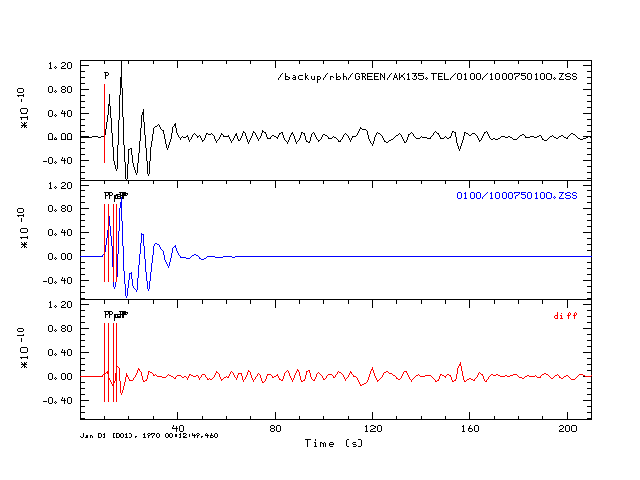 1.20
P
/backup/rbh/GREEN/AK135.TEL/0100/1000750100.ZSS
0.80
*10 -10
0.40
0.00
-0.40
1.20
PP
0100/1000750100.ZSS
0.80
*10 -10
0.40
0.00
-0.40
1.20
PP
diff
0.80
*10 -10
0.40
0.00
-0.40
40
80
120
160
200
Jan 01 (001), 1970 00:12:49.460
Time (s)